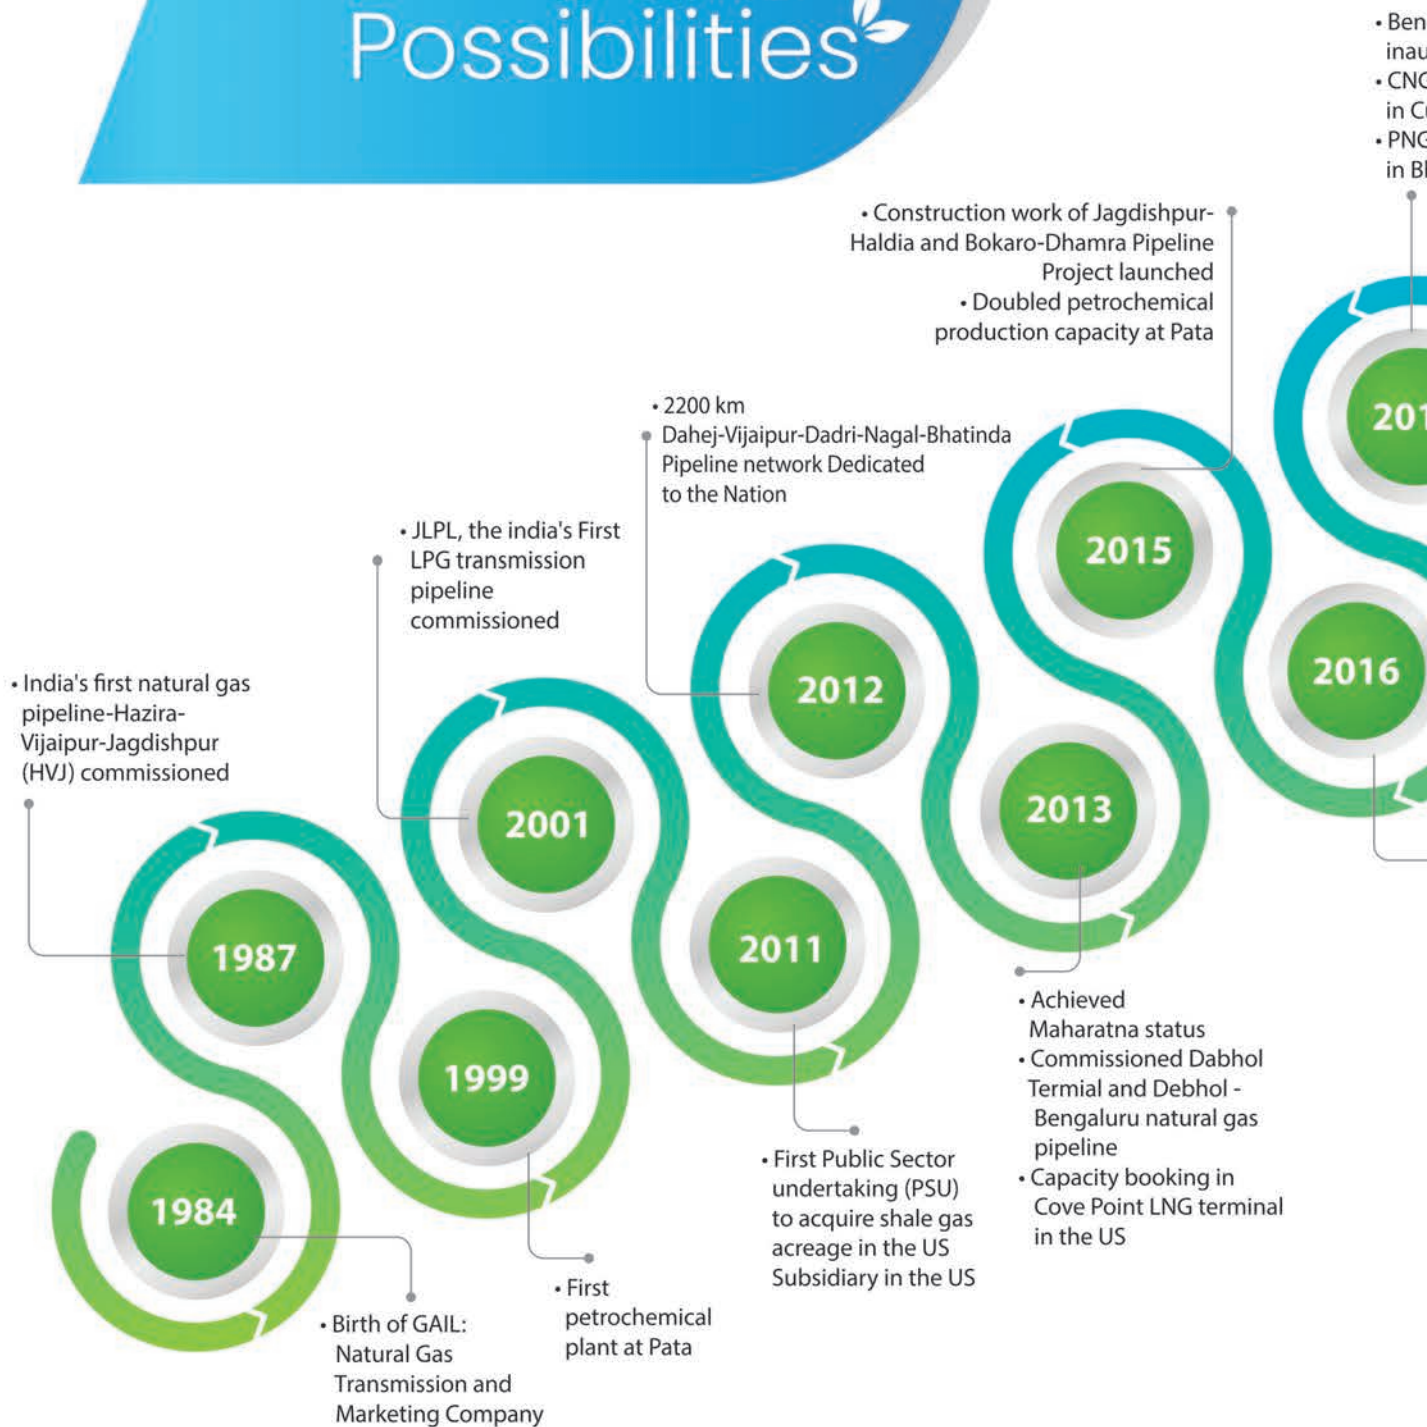 Possibilities
• Construction work of Jagdishpur-
Haldia and Bokaro-Dhamra Pipeline
Project launched
• Doubled petrochemical
production capacity at Pata
• 2200 km
Dahej-Vijaipur-Dadri-Nagal-Bhatinda
Pipeline network Dedicated
to the Nation
• JLPL, the india's First
LPG transmission
pipeline
commissioned
• India's first natural gas
pipeline-Hazira-
Vijaipur-Jagdishpur
(HVJ) commissioned
2015
2016
2012
2013
2001
2011
1987
1999
1984
• Achieved
Maharatna status
• Commissioned Dabhol
Termial and Debhol -
Bengaluru natural gas
pipeline
• Capacity booking in
Cove Point LNG terminal
in the US
• First Public Sector
undertaking (PSU)
to acquire shale gas
acreage in the US
Subsidiary in the US
• First
petrochemical
plant at Pata
• Birth of GAIL:
Natural Gas
Transmission and
Marketing Company